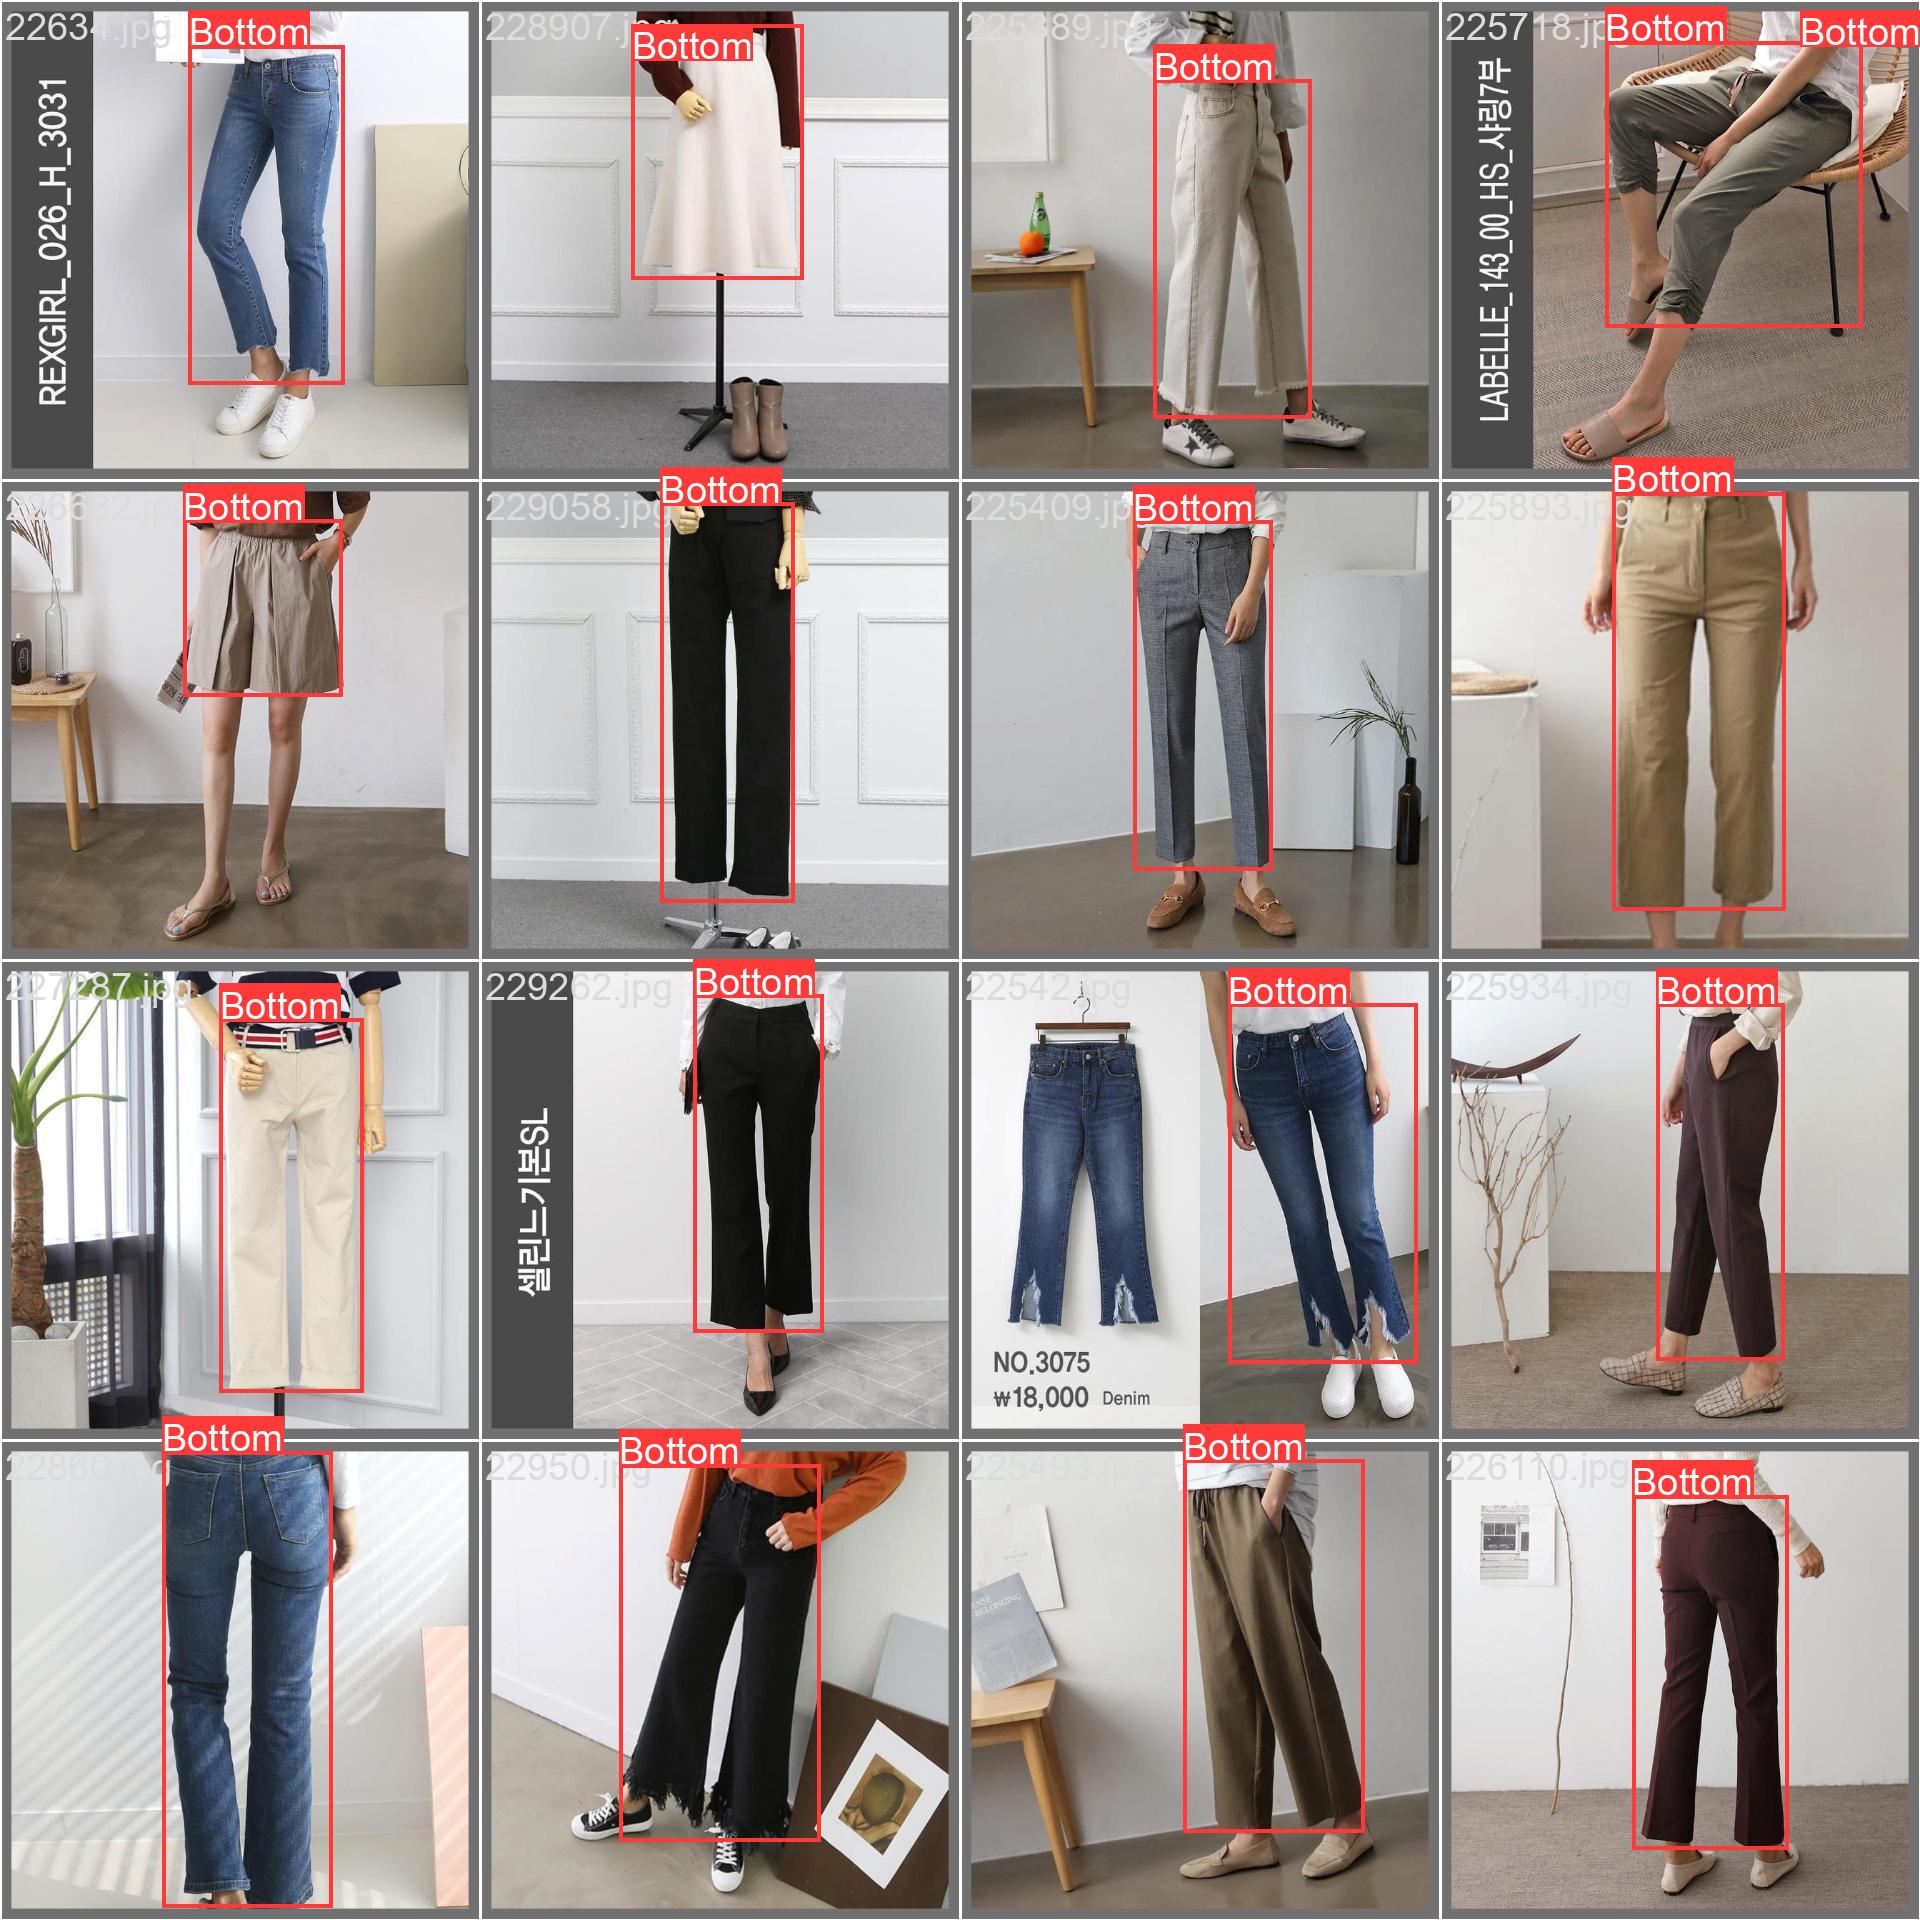 22634.jpg
Bottom
REXGIRL_026_H_3031
228907.jpg
Bottom
225389.jpg
Bottom
225718.jpg
Bottom
Bottom
LABELLE_143_00_HS_샤링7부
226632.jpg
Bottom
229058.jpg
Bottom
225409.jpg
Bottom
225893.jpg
Bottom
227287.jpg
Bottom
229262.jpg
Bottom
셀린느기본SL
22542.jpg
Bottom
NO.3075
₩18,000 Denim
225934.jpg
Bottom
Bottom
22950.jpg
Bottom
Bottom
BELONGING
226110.jpg
Bottom